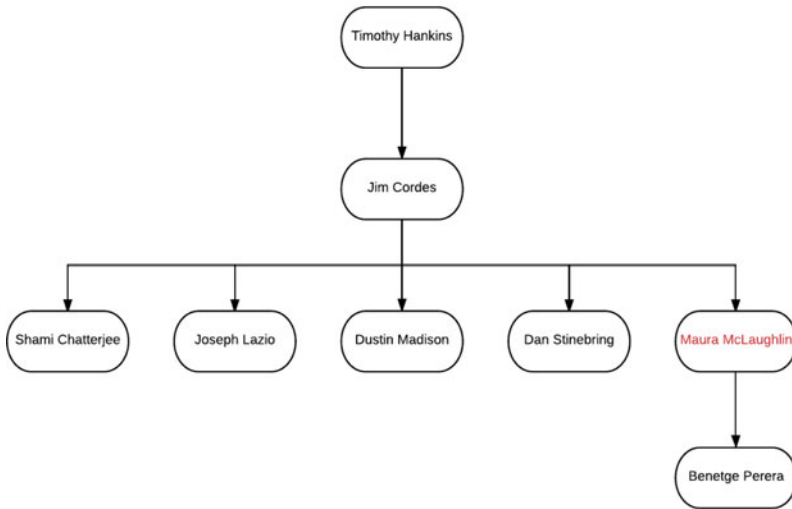 Timothy Hankins
Jim Cordes
Shami Chatterjee
Joseph Lazio
Dustin Madison
Dan Stinebring
Maura McLaughlin
Benetge Perera